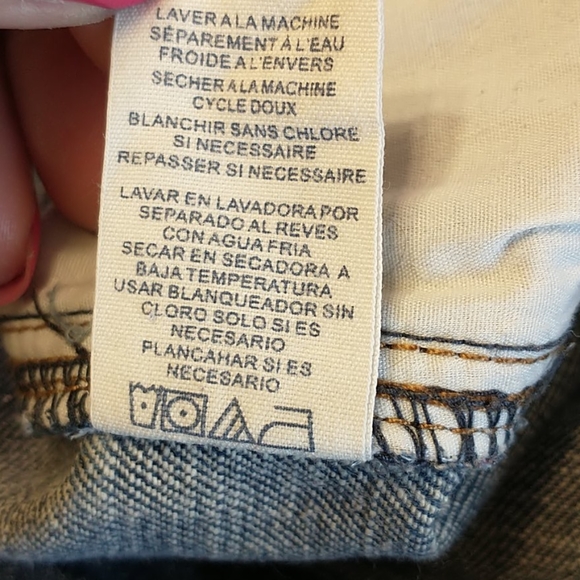 LAVER A LA MACHINE
SÉPAREMENT À L'EAU
FROIDE A L'ENVERS
SECHER A LA MACHINE
CYCLE DOUX
BLANCHIR SANS CHLORE
SI NECESSAIRE
REPASSER SI NECESSAIRE
LAVAR EN LAVADORA POR
SEPARADO AL REVES
CON AGUA FRIA
SECAR EN SECADORA A
BAJA TEMPERATURA
USAR BLANQUEADOR SIN
CLORO SOLO SI ES
NECESARIO
PLANCAHAR SI ES
NECESARIO